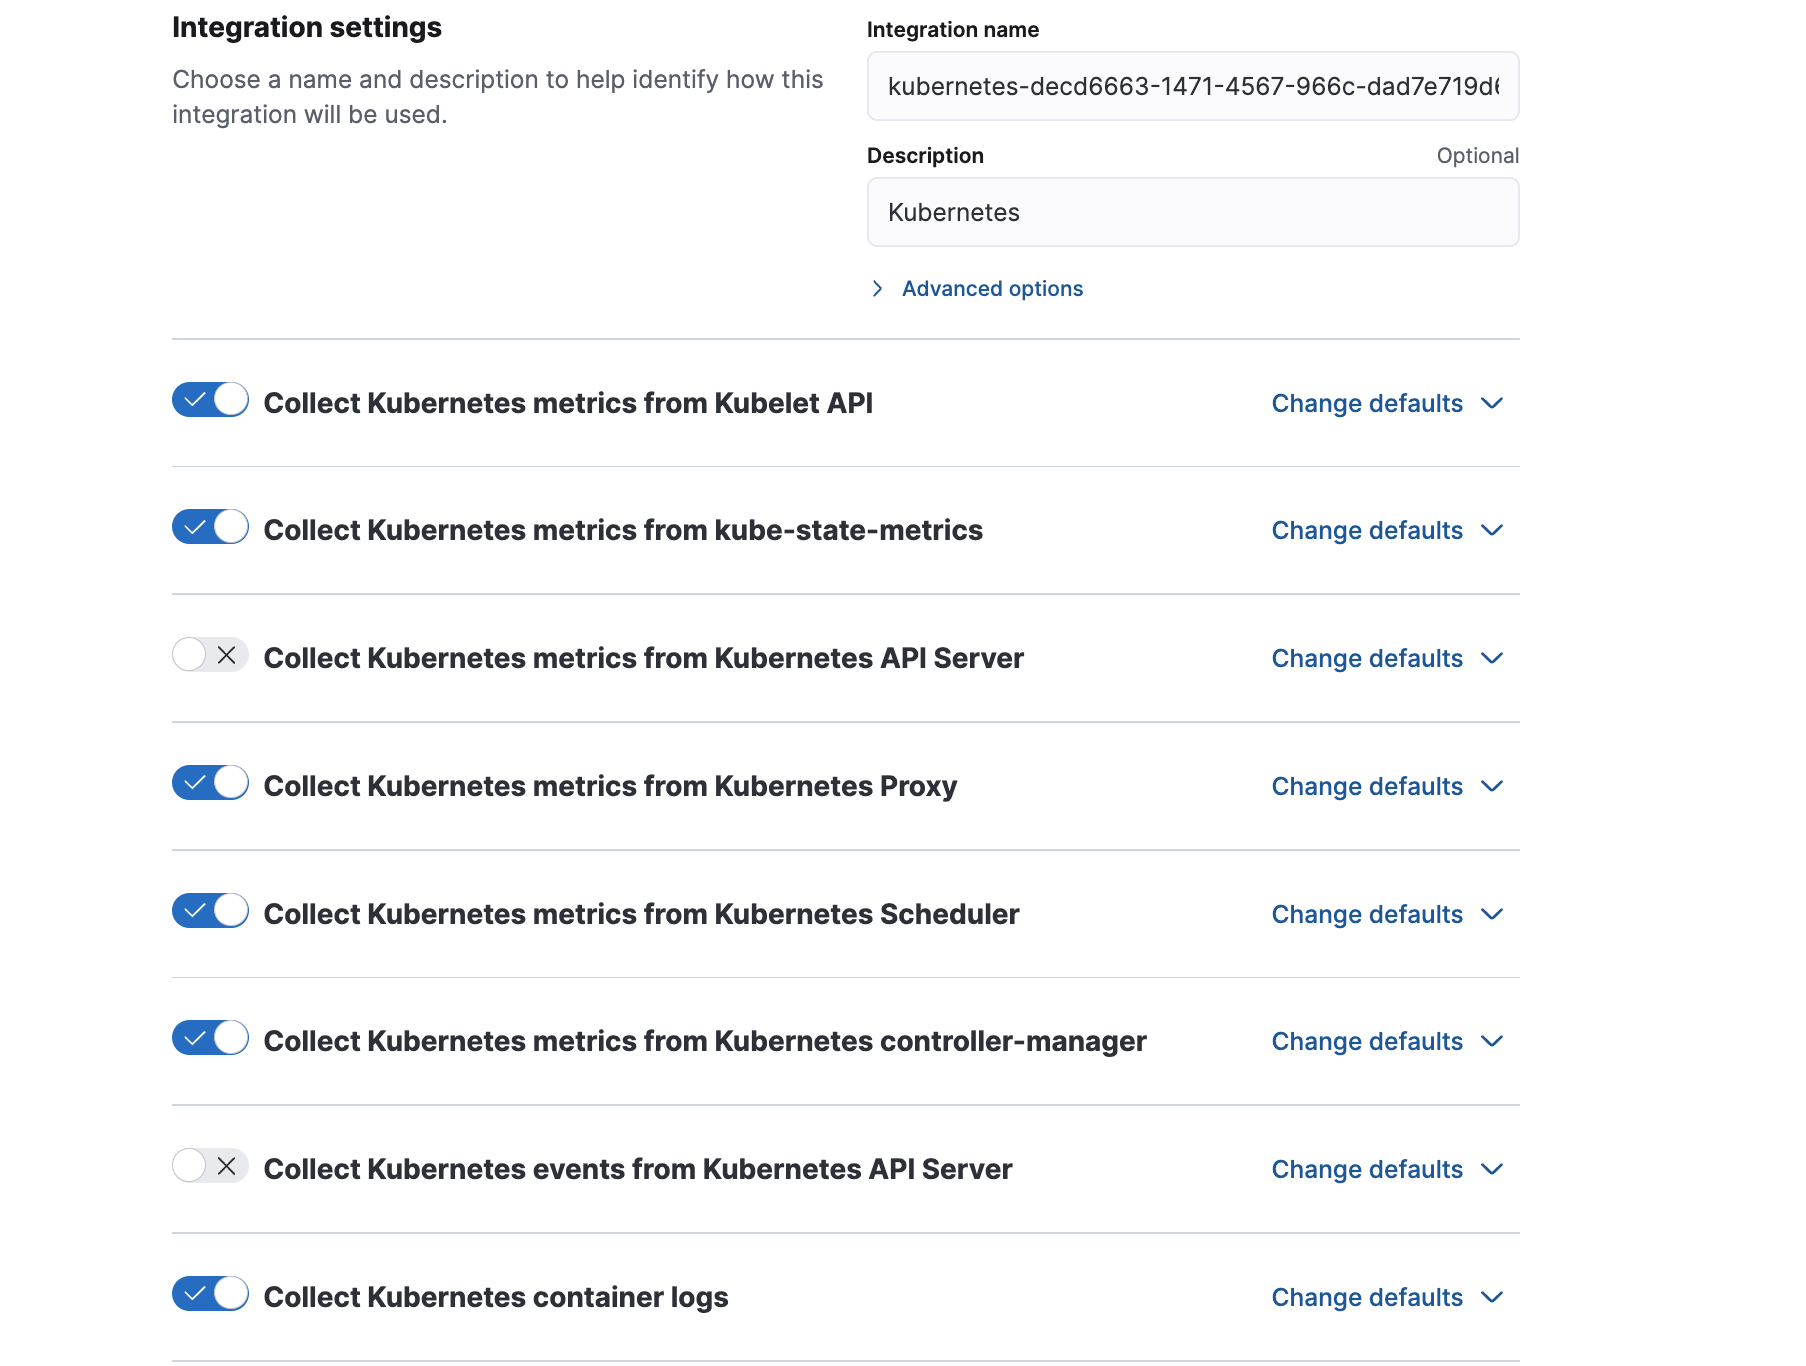 Integration settings
Choose a name and description to help identify how this
integration will be used.
Integration name
kubernetes-decd6663-1471-4567-966c-dad7e719d
Description
Optional
Kubernetes
Advanced options
Collect Kubernetes metrics from Kubelet API
Change defaults
Collect Kubernetes metrics from kube-state-metrics
Change defaults
Collect Kubernetes metrics from Kubernetes API Server
Change defaults
Collect Kubernetes metrics from Kubernetes Proxy
Change defaults
Collect Kubernetes metrics from Kubernetes Scheduler
Change defaults
Collect Kubernetes metrics from Kubernetes controller-manager
Change defaults
Collect Kubernetes events from Kubernetes API Server
Change defaults
Collect Kubernetes container logs
Change defaults